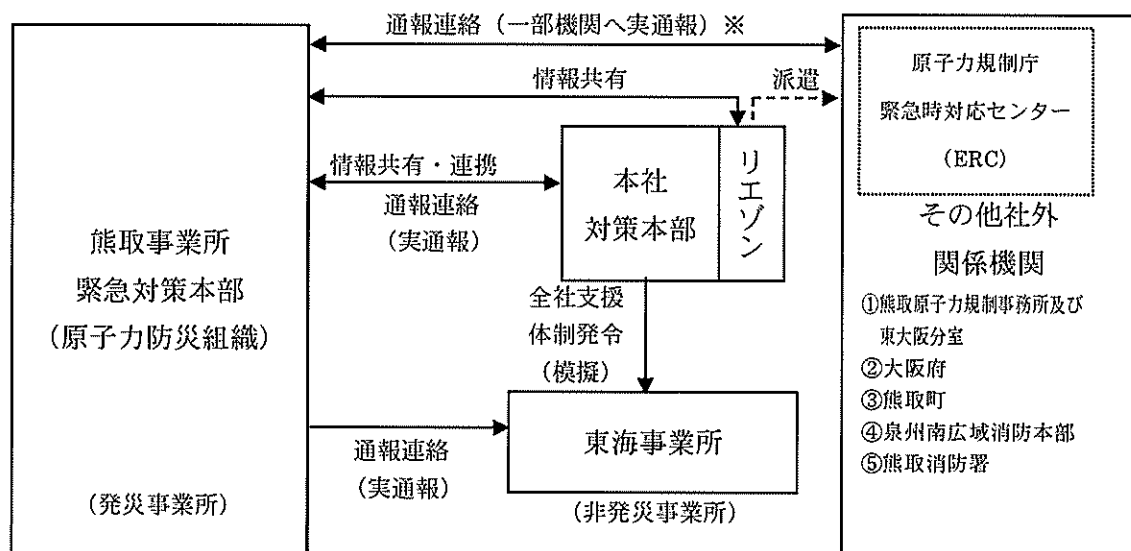 通報連絡（一部機関へ実通報）※
情報共有
派遣
情報共有・連携
通報連絡
（実通報）
熊取事業所
緊急対策本部
（原子力防災組織）
（発災事業所）
本社
対策本部
リエゾン
全社支援
体制発令
（模擬）
通報連絡
（実通報）
東海事業所
（非発災事業所）
原子力規制庁
緊急時対応センター
（ERC）
その他社外
関係機関
①熊取原子力規制事務所及び
東大阪分室
②大阪府
③熊取町
④泉州南広域消防本部
⑤熊取消防署